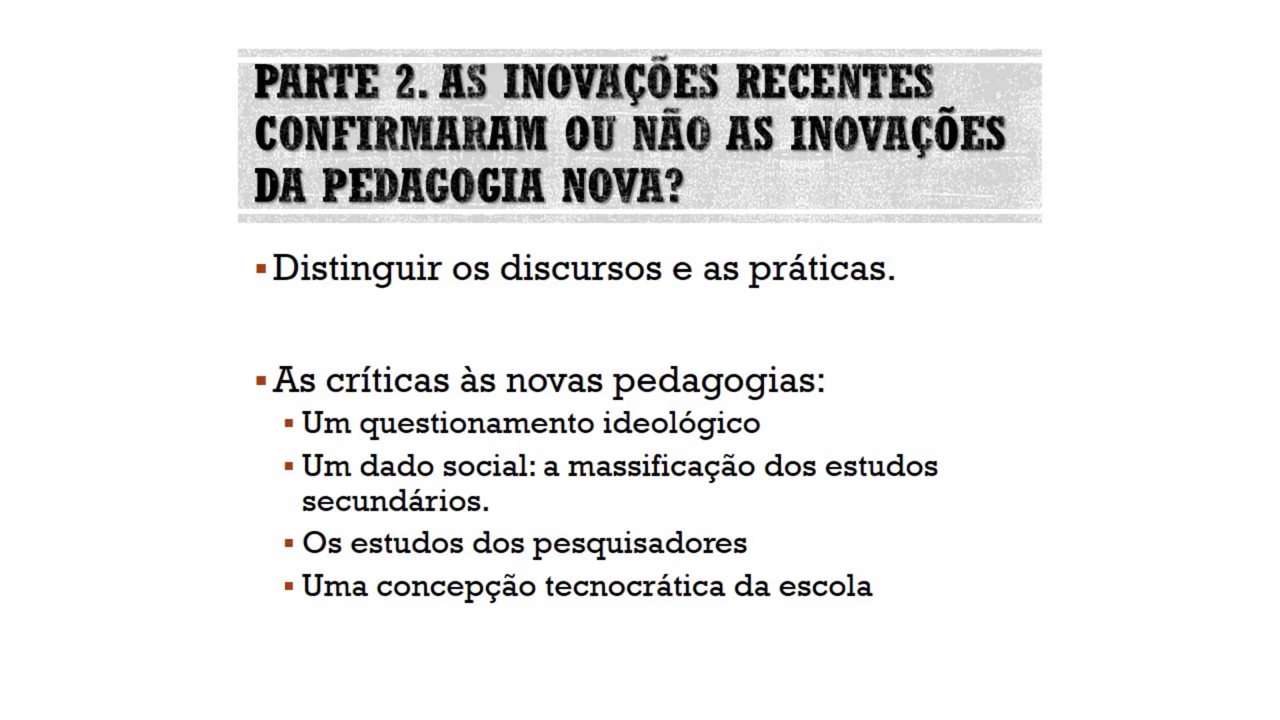 PARTE 2. AS INOVAÇÕES RECENTES
CONFIRMARAM OU NÃO AS INOVAÇÕES
DA PEDAGOGIA NOVA?
▪Distinguir os discursos e as práticas.
▪As críticas às novas pedagogias:
▪Um questionamento ideológico
▪Um dado social: a massificação dos estudos
secundários.
▪Os estudos dos pesquisadores
▪Uma concepção tecnocrática da escola